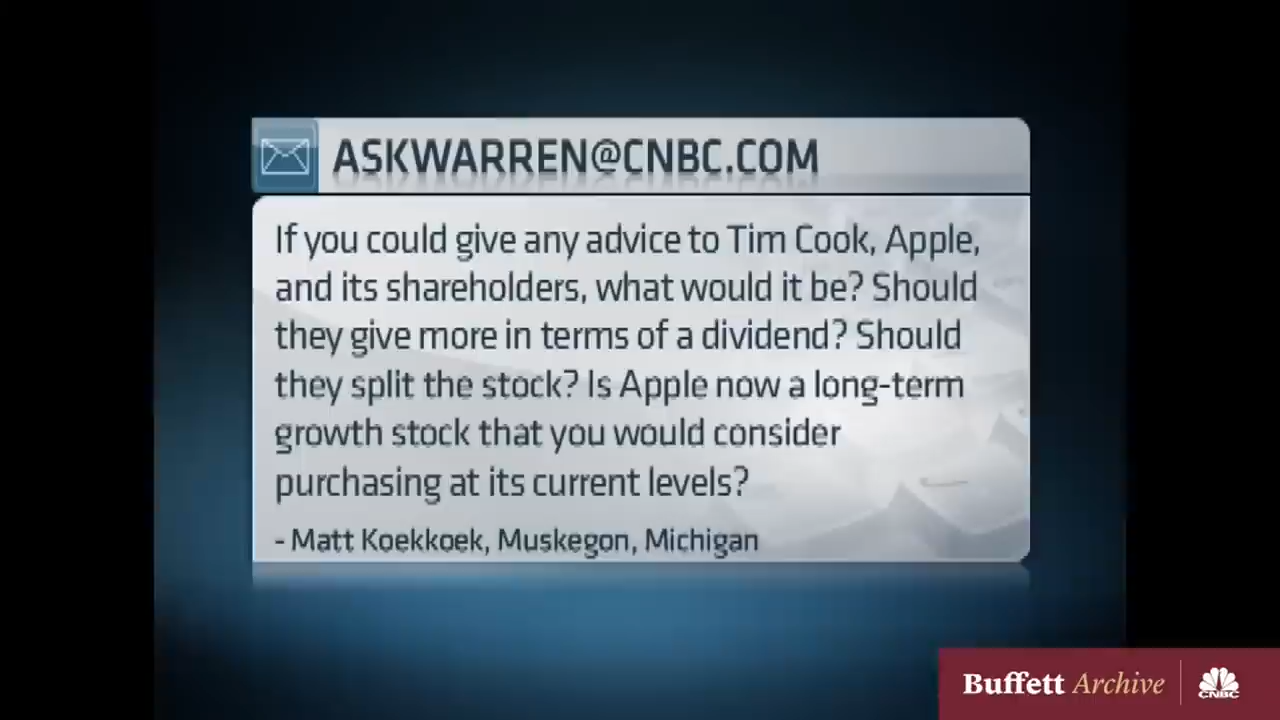 ASKWARREN@CNBC.COM
If you could give any advice to Tim Cook, Apple,
and its shareholders, what would it be? Should
they give more in terms of a dividend? Should
they split the stock? Is Apple now a long-term
growth stock that you would consider
purchasing at its current levels?
- Matt Koekkoek, Muskegon, Michigan
Buffett Archive
CNBC